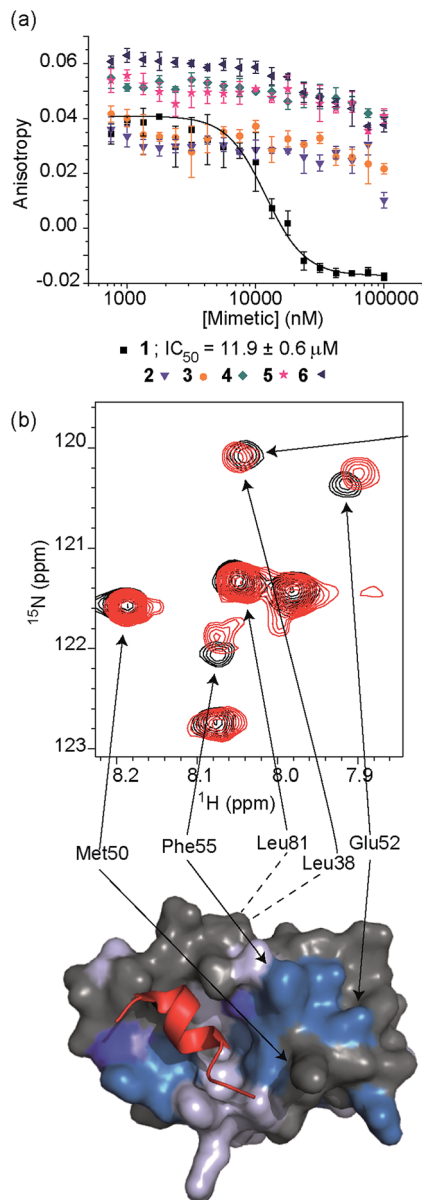 (a)
0.06
0.04
0.02
0.00
-0.02
Anisotropy
1000 10000 100000
[Mimetic] (nM)
■ 1 ; IC50 = 11.9 ± 0.6 μM
2 ▼ 3 ● 4 ◆ 5 ★ 6 ◀
(b)
120
121
122
123
15N (ppm)
8.2 8.1 8.0 7.9
1H (ppm)
Met50 Phe55 Leu81 Leu38 Glu52